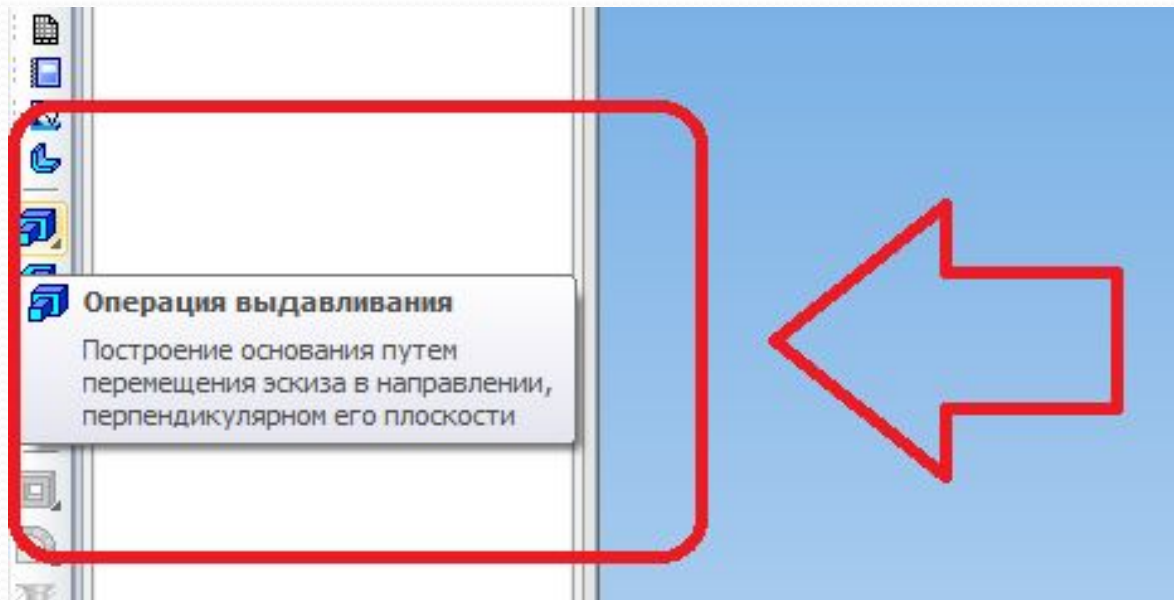 Операция выдавливания
Построение основания путем
перемещения эскиза в направлении,
перпендикулярном его плоскости